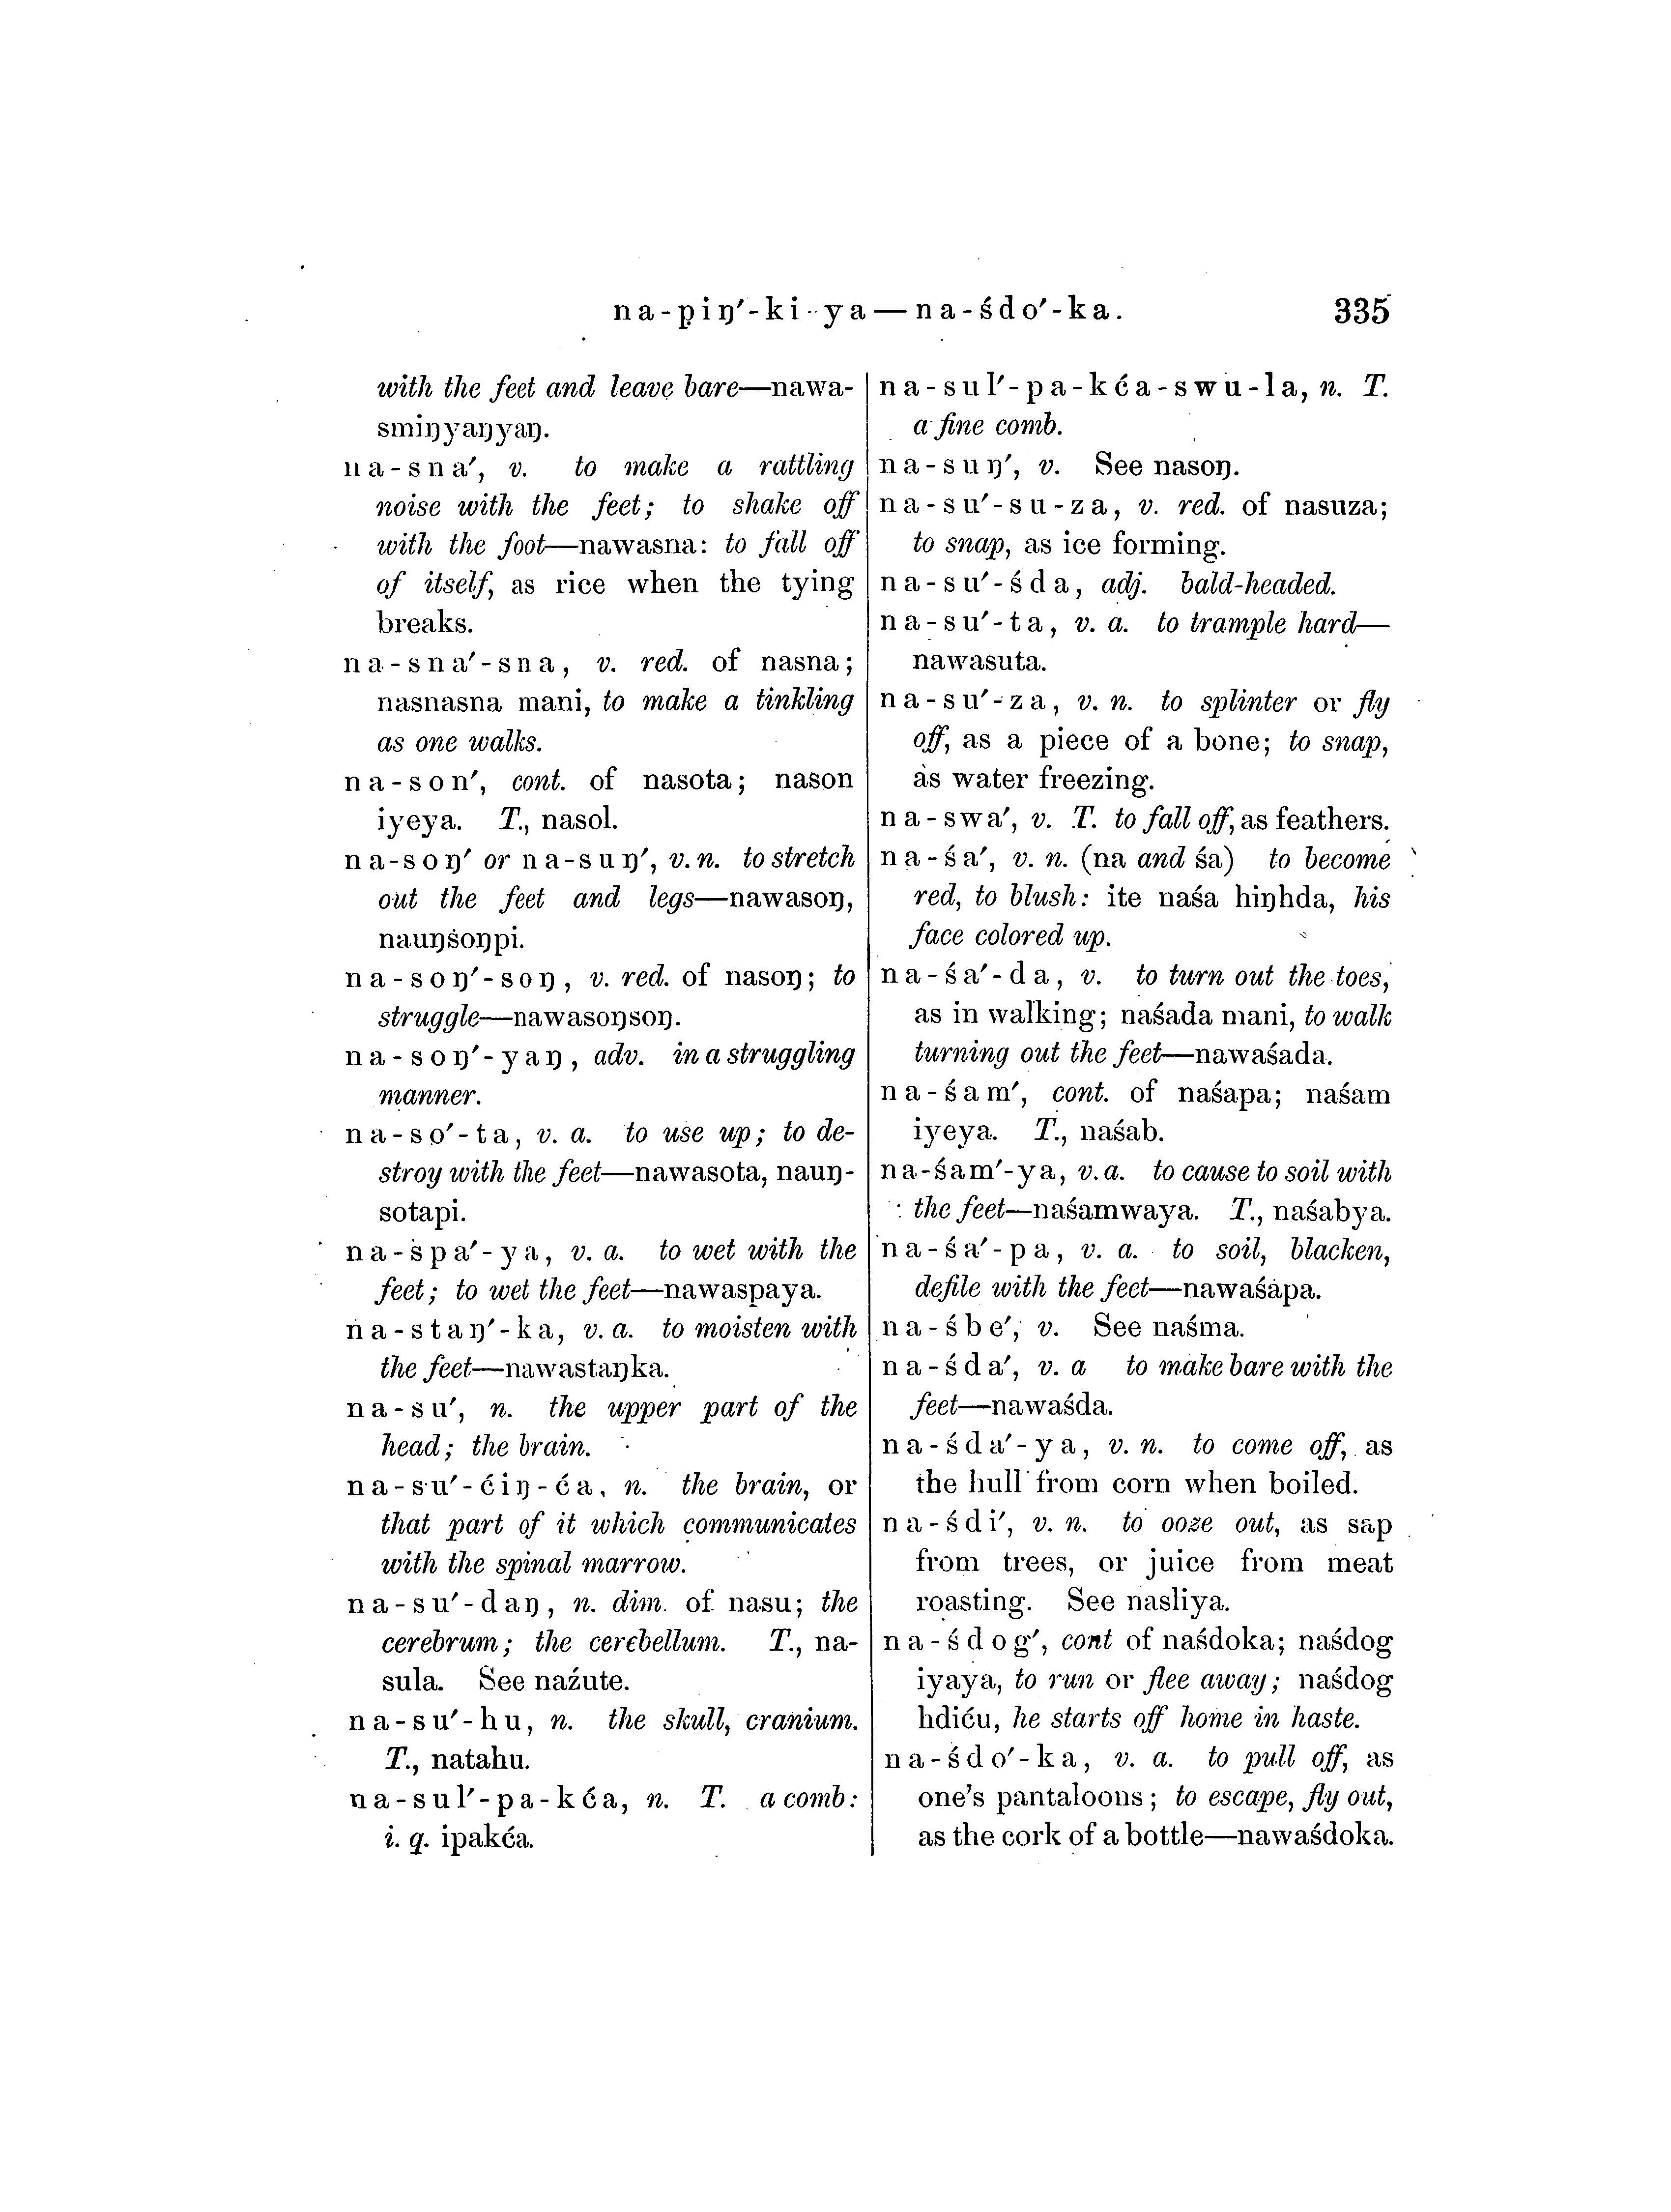 na-piŋ′-ki-ya—na-śdo′-ka. 335
with the feet and leave bare—nawa-
smiŋyaŋyaŋ.
na-sna′, v. to make a rattling
noise with the feet; to shake off
with the foot—nawasna: to fall off
of itself, as rice when the tying
breaks.
na-sna′-sna, v. red. of nasna;
nasnasna mani, to make a tinkling
as one walks.
na-son′, cont. of nasota; nason
iyeya. T., nasol.
na-soŋ′ or na-suŋ′, v. n. to stretch
out the feet and legs—nawasoŋ,
nauŋsoŋpi.
na-soŋ′-soŋ, v. red. of nasoŋ; to
struggle—nawasoŋsoŋ.
na-soŋ′-yaŋ, adv. in a struggling
manner.
na-so′-ta, v. a. to use up; to de-
stroy with the feet—nawasota, nauŋ-
sotapi.
na-spa′-ya, v. a. to wet with the
feet; to wet the feet—nawaspaya.
na-staŋ′-ka, v. a. to moisten with
the feet—nawastaŋka.
na-su′, n. the upper part of the
head; the brain.
na-su′-ćiŋ-ća, n. the brain, or
that part of it which communicates
with the spinal marrow.
na-su′-daŋ, n. dim. of nasu; the
cerebrum; the cerebellum. T., na-
sula. See naźute.
na-su′-hu, n. the skull, cranium.
T., natahu.
na-sul′-pa-kća, n. T. a comb:
i. q. ipakća.
na-sul′-pa-kća-swu-la, n. T.
a fine comb.
na-suŋ′, v. See nasoŋ.
na-su′-su-za, v. red. of nasuza;
to snap, as ice forming.
na-su′-śda, adj. bald-headed.
na-su′-ta, v. a. to trample hard—
nawasuta.
na-su′-za, v. n. to splinter or fly
off, as a piece of a bone; to snap,
as water freezing.
na-swa′, v. T. to fall off, as feathers.
na-śa′, v. n. (na and śa) to become
red, to blush: ite naśa hiŋhda, his
face colored up.
na-śa′-da, v. to turn out the toes,
as in walking; naśada mani, to walk
turning out the feet—nawaśada.
na-śam′, cont. of naśapa; naśam
iyeya. T., naśab.
na-śam′-ya, v. a. to cause to soil with
the feet—naśamwaya. T., naśabya.
na-śa′-pa, v. a. to soil, blacken,
defile with the feet—nawaśapa.
na-śbe′, v. See naśma.
na-śda′, v. a to make bare with the
feet—nawaśda.
na-śda′-ya, v. n. to come off, as
the hull from corn when boiled.
na-śdi′, v. n. to ooze out, as sap
from trees, or juice from meat
roasting. See nasliya.
na-śdog′, cont of naśdoka; naśdog
iyaya, to run or flee away; naśdog
hdiću, he starts off home in haste.
na-śdo′-ka, v. a. to pull off, as
one's pantaloons; to escape, fly out,
as the cork of a bottle—nawaśdoka.